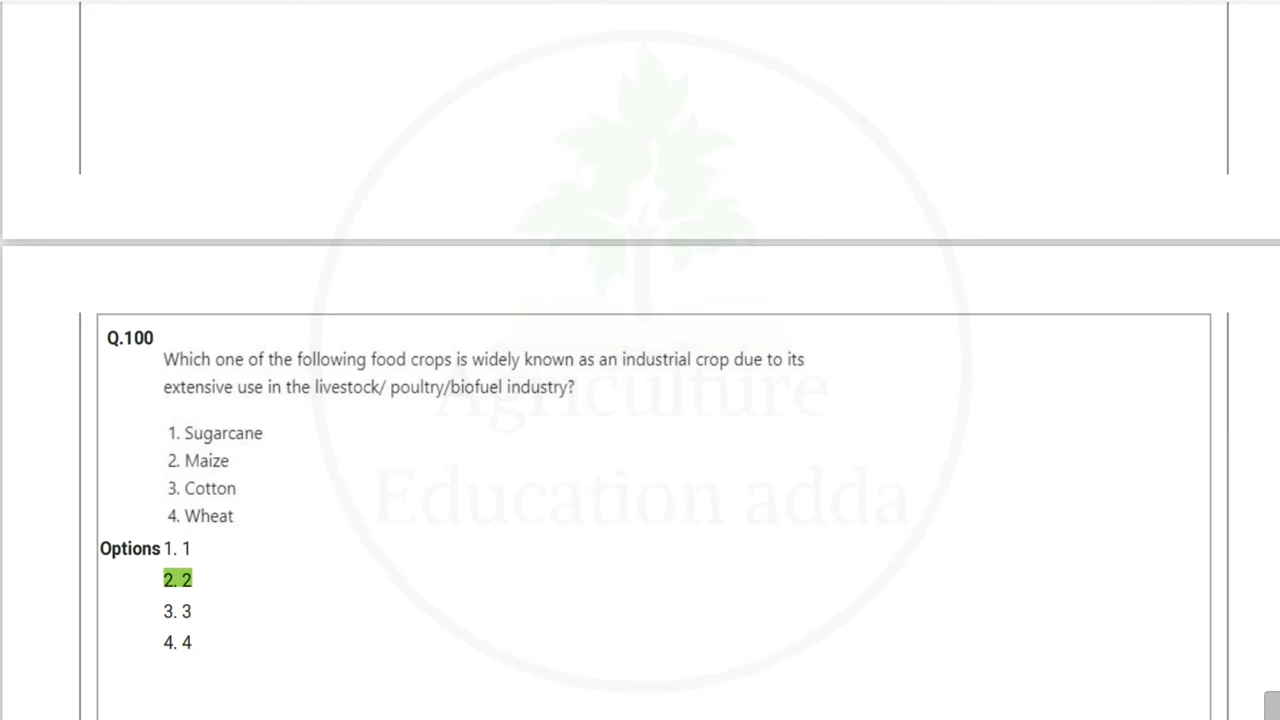 Q.100
Which one of the following food crops is widely known as an industrial crop due to its
extensive use in the livestock/ poultry/biofuel industry?
Agriculture
1. Sugarcane
2. Maize
3. Cotton
Education adda
4. Wheat
Options 1. 1
2. 2
3. 3
4. 4